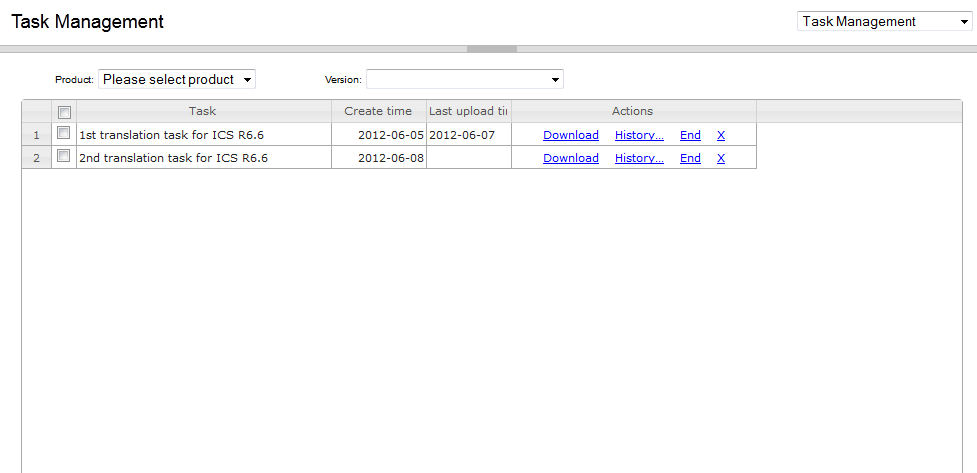 Task Management
Task Management
Product: Please select product Version:
Task Create time Last upload ti Actions
1 1st translation task for ICS R6.6 2012-06-05 2012-06-07 Download History... End X
2 2nd translation task for ICS R6.6 2012-06-08 Download History... End X